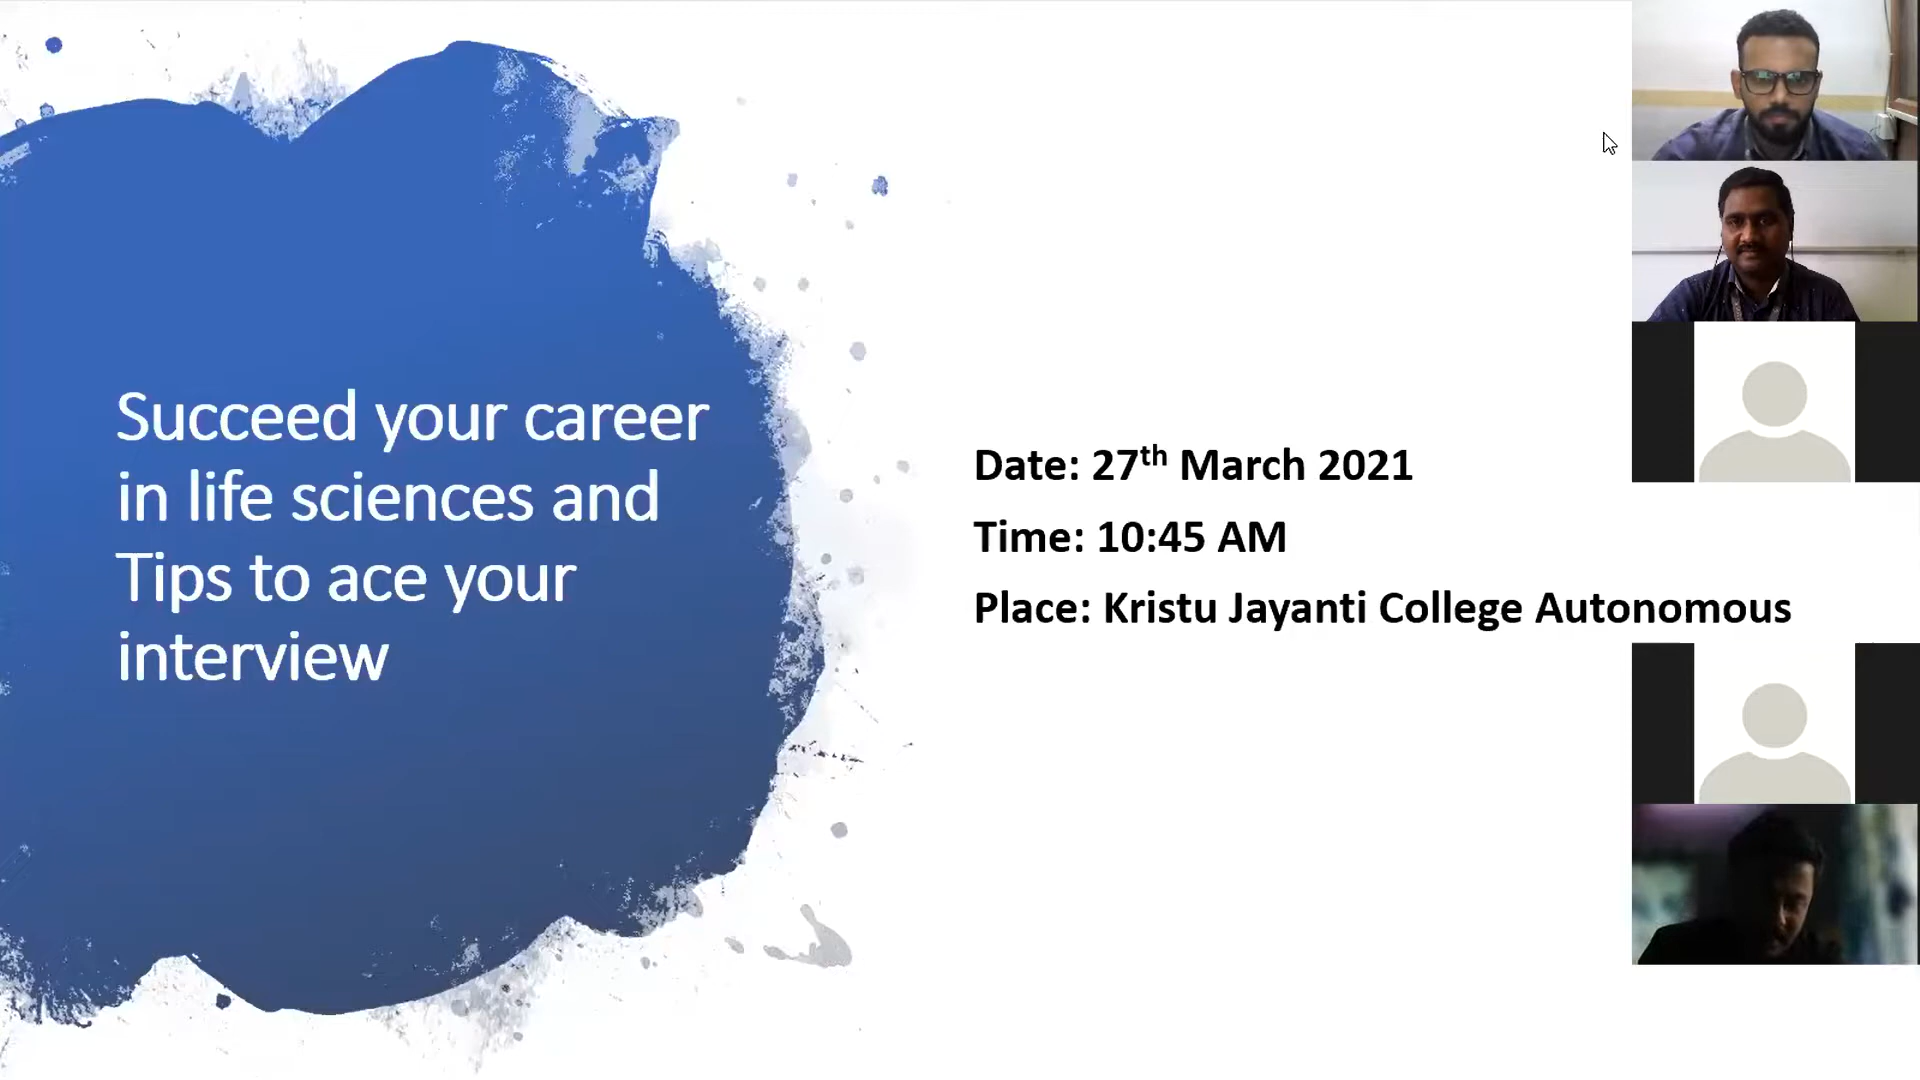 Succeed your career
in life sciences and
Tips to ace your
interview
Date: 27th March 2021
Time: 10:45 AM
Place: Kristu Jayanti College Autonomous